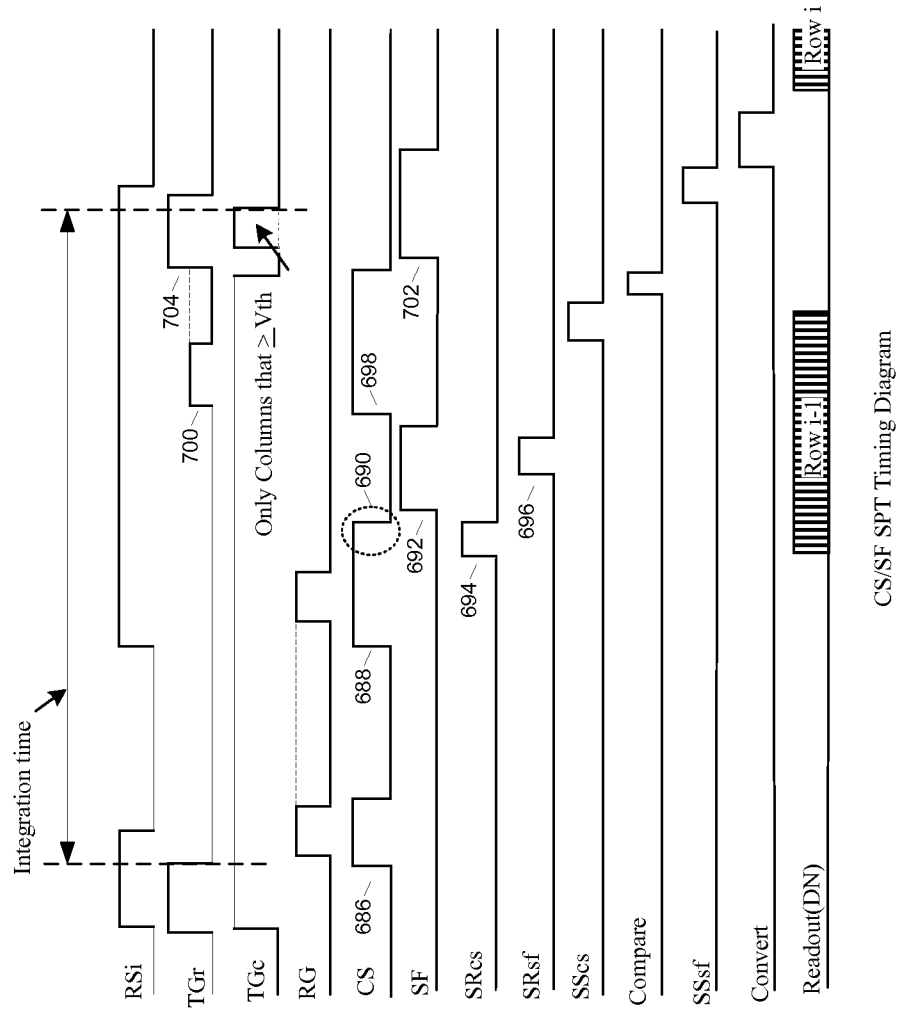 Integration time
RSi
TGr
700
704
TGc
Only Columns that ≥ Vth
RG
CS
686
688
690
698
SF
692
702
SRcs
694
SRsf
696
SScs
Compare
SSsf
Convert
Readout(DN)
Row i-1
Row i
CS/SF SPT Timing Diagram